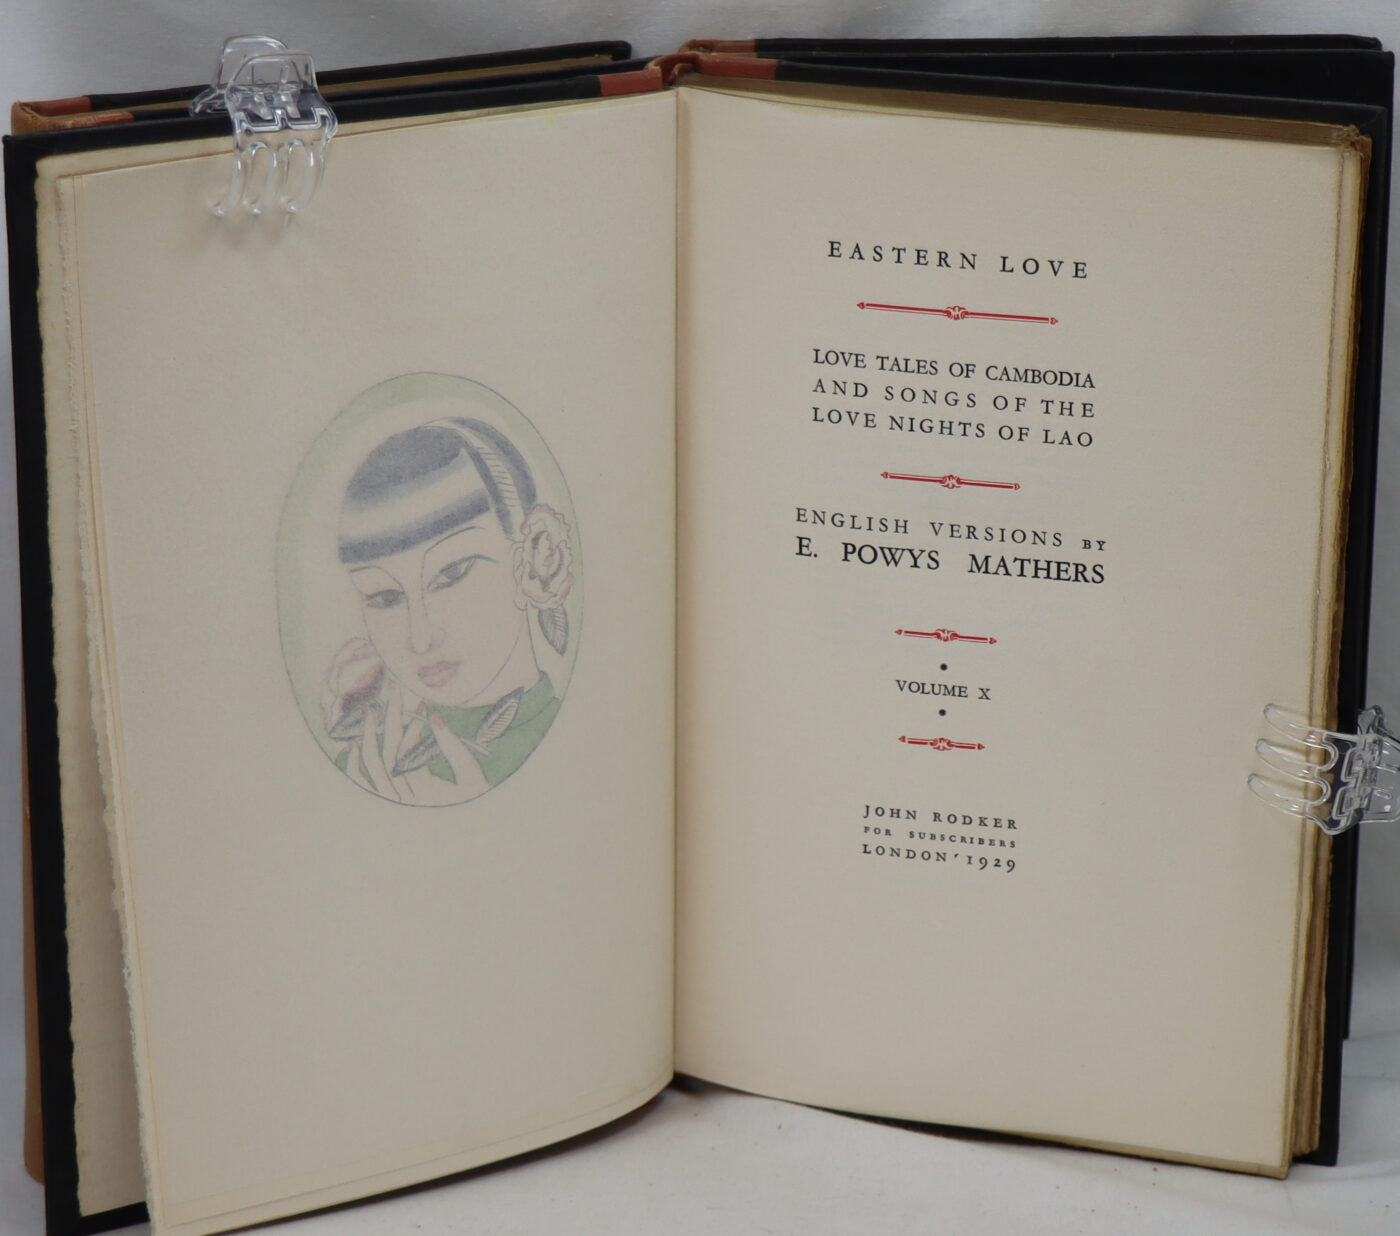 EASTERN LOVE
LOVE TALES OF CAMBODIA
AND SONGS OF THE
LOVE NIGHTS OF LAO
ENGLISH VERSIONS BY
E. POWYS MATHERS
VOLUME X
JOHN RODKER
FOR SUBSCRIBERS
LONDON ' 1929